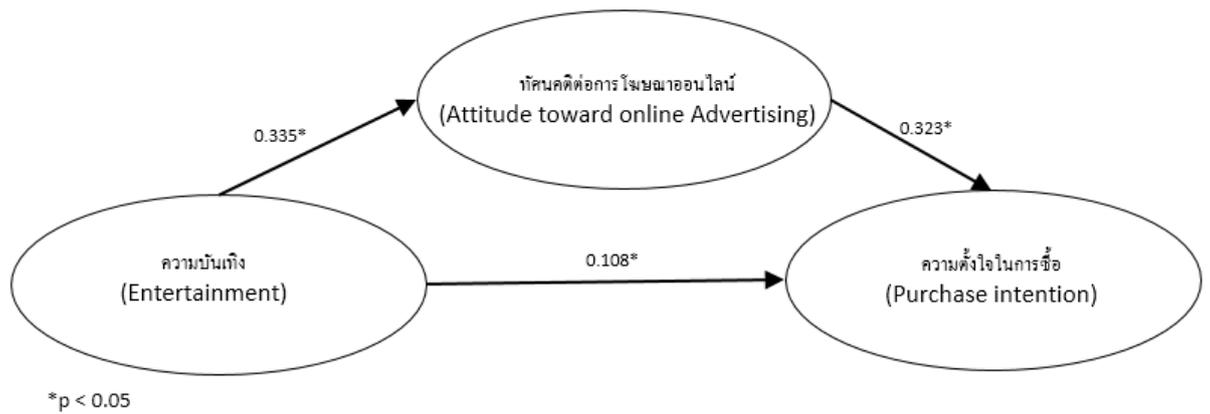 ทัศนคติต่อการโฆษณาออนไลน์
(Attitude toward online Advertising)
0.335*
0.323*
ความบันเทิง
(Entertainment)
0.108*
ความตั้งใจในการซื้อ
(Purchase intention)
*p < 0.05